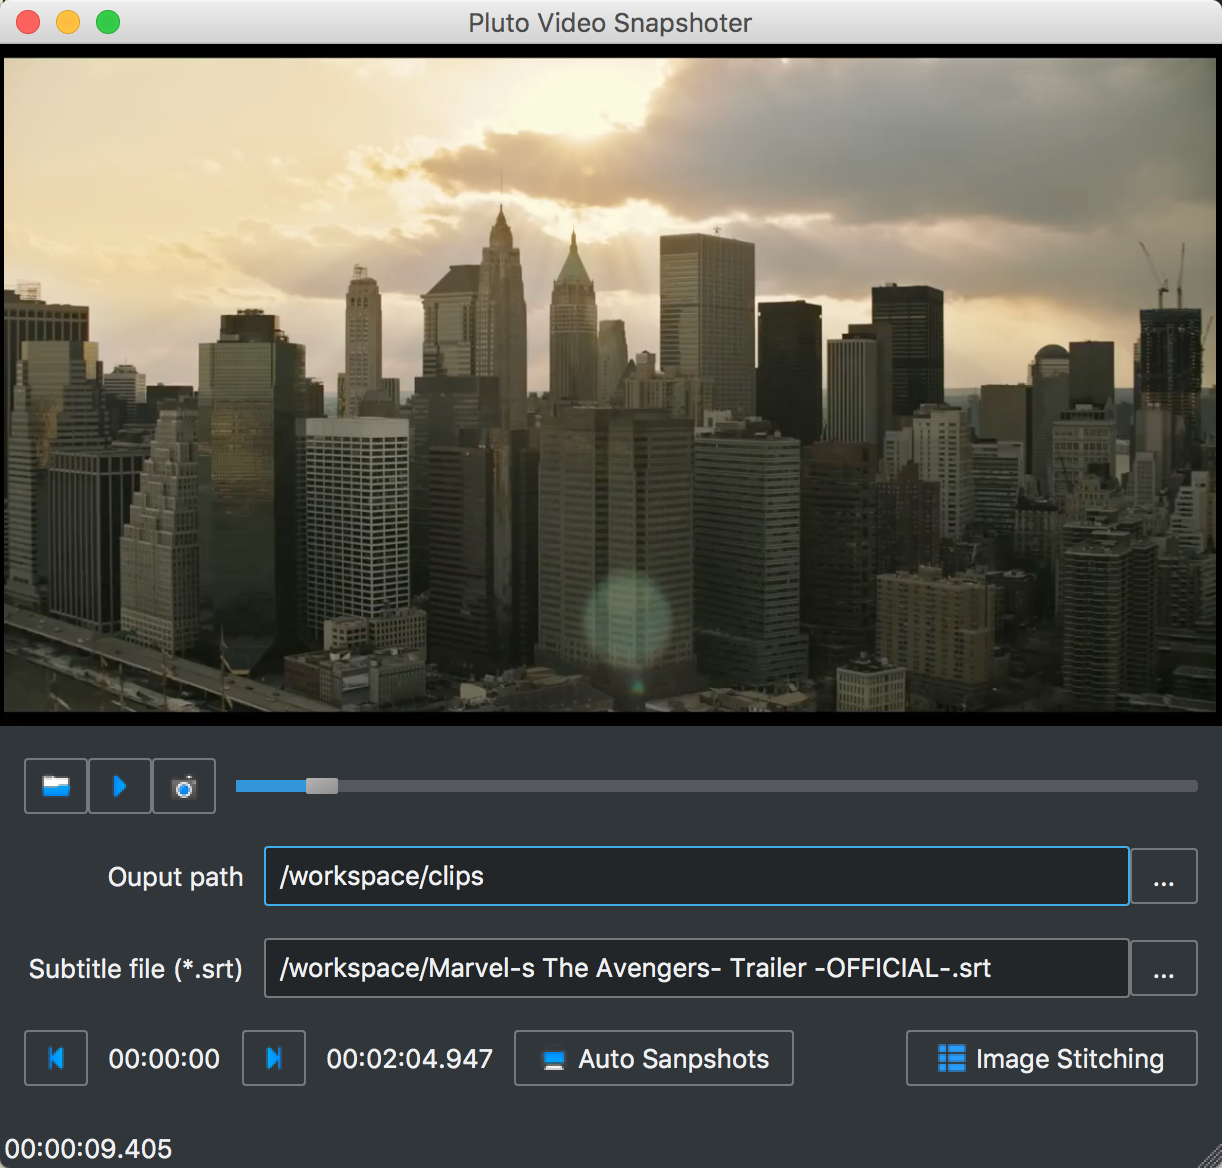 Pluto Video Snapshoter
Ouput path
/workspace/clips
...
Subtitle file (*.srt)
/workspace/Marvel-s The Avengers- Trailer -OFFICIAL-.srt
...
00:00:00
00:02:04.947
Auto Sanpshots
Image Stitching
00:00:09.405